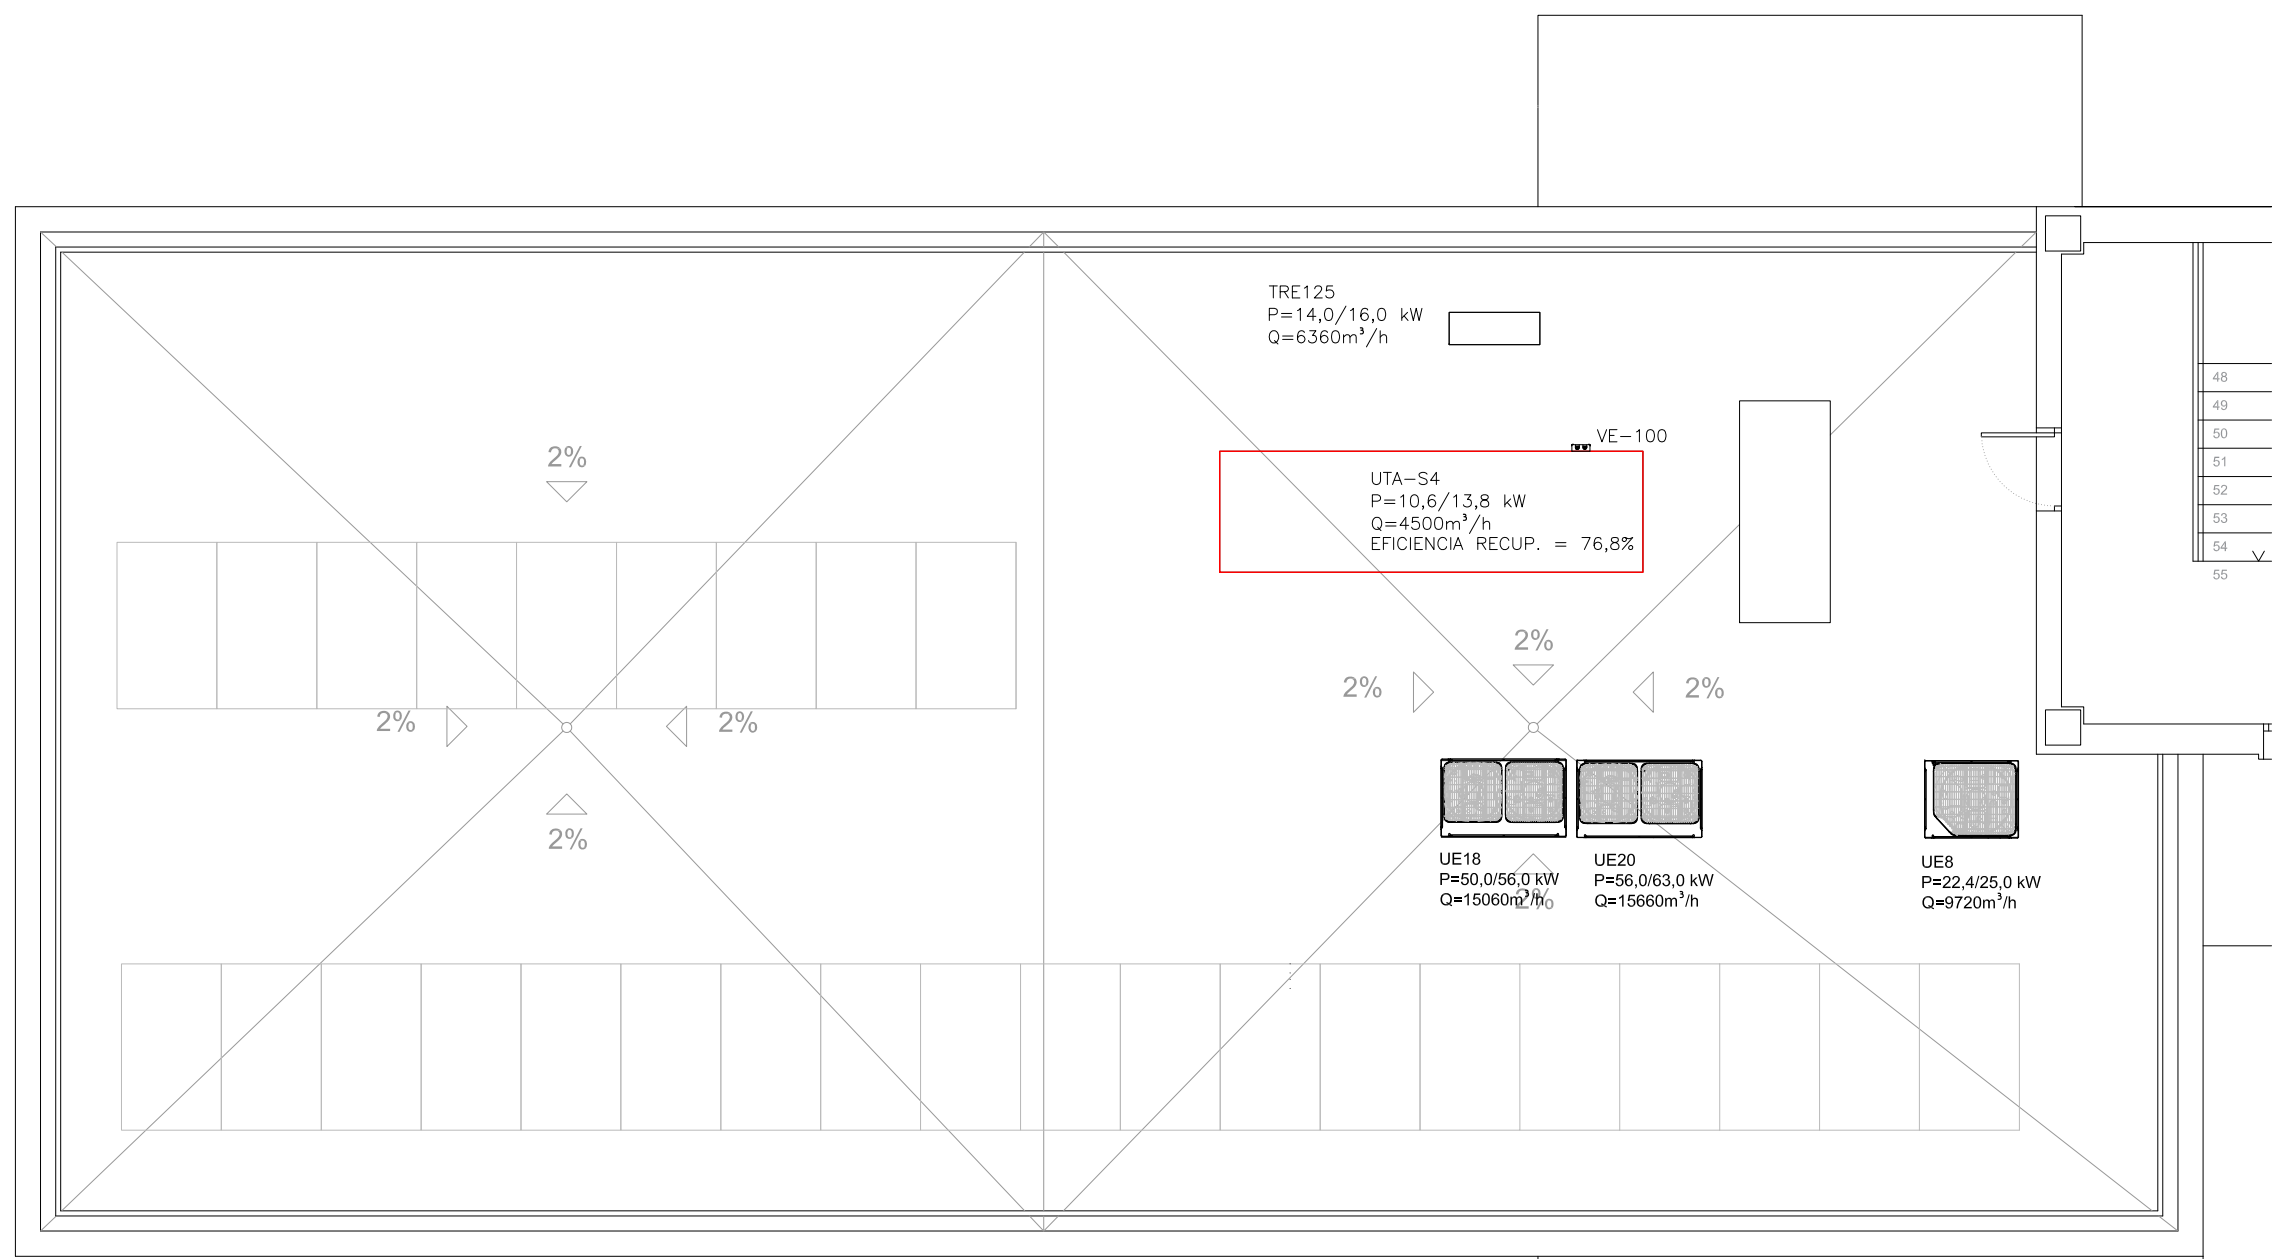 TRE125
P=14,0/16,0 kW
Q=6360m³/h
VE-100
UTA-S4
P=10,6/13,8 kW
Q=4500m³/h
EFICIENCIA RECUP. = 76,8%
48
49
50
51
52
53
54
55
2%
2%
2%
2%
2%
2%
2%
2%
UE18
P=50,0/56,0 kW
Q=15060m³/h
UE20
P=56,0/63,0 kW
Q=15660m³/h
UE8
P=22,4/25,0 kW
Q=9720m³/h